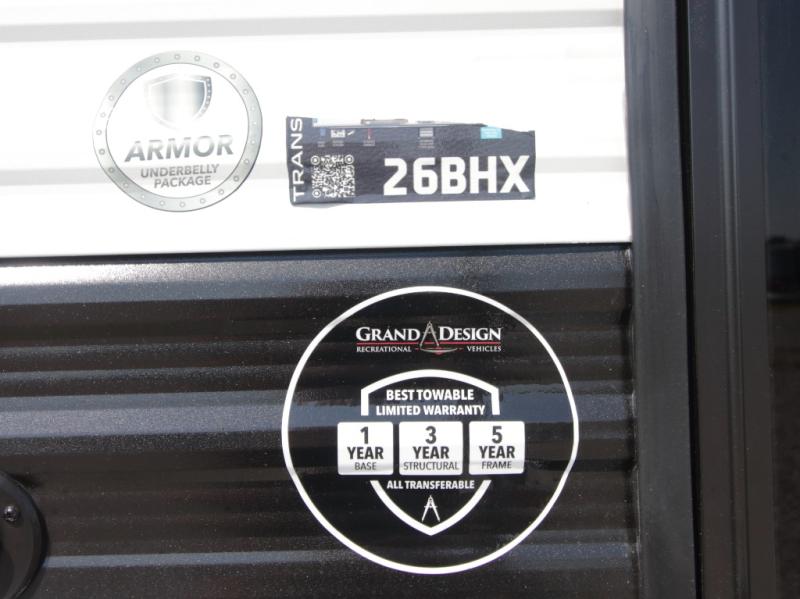 ARMOR
UNDERBELLY
PACKAGE
TRANS
26BHX
GRAND DESIGN
RECREATIONAL VEHICLES
BEST TOWABLE
LIMITED WARRANTY
1 3 5
YEAR YEAR YEAR
BASE STRUCTURAL FRAME
ALL TRANSFERABLE